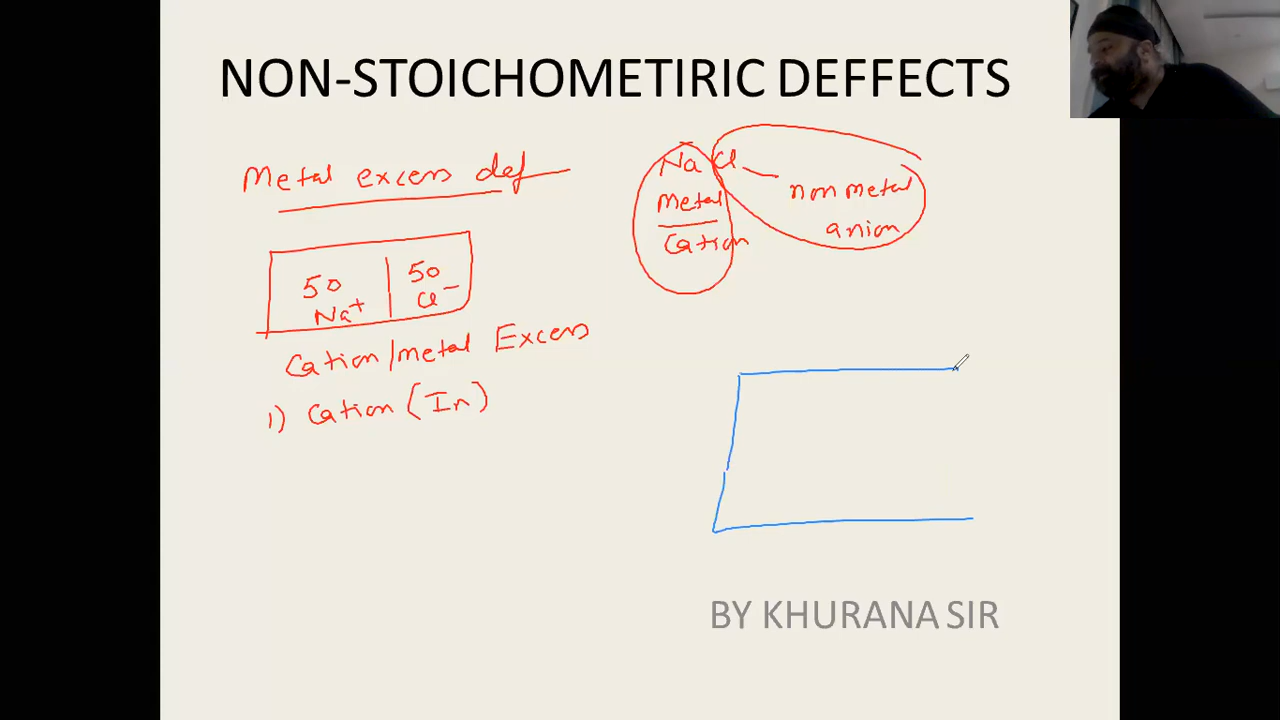 NON-STOICHOMETIRIC DEFFECTS
Metal excess def
Na Cl
Metal
Cation
non metal
anion
50
Na+
50
Cl-
Cation/metal Excess
1) Cation (In)
BY KHURANA SIR